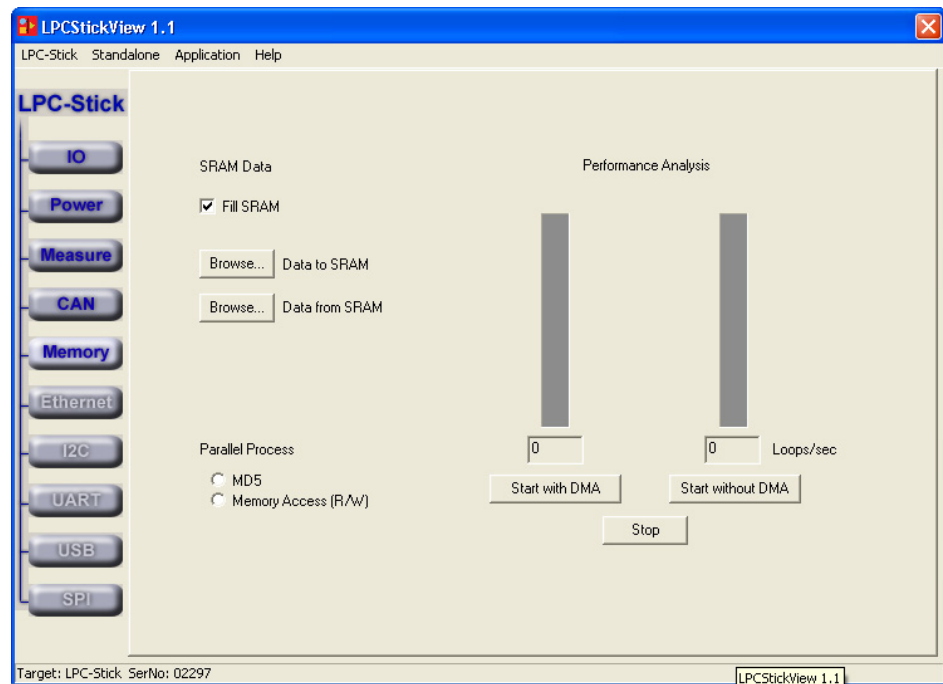 LPCStickView 1.1
LPC-Stick Standalone Application Help
LPC-Stick
IO
Power
Measure
CAN
Memory
Ethernet
I2C
UART
USB
SPI
SRAM Data
Fill SRAM
Browse... Data to SRAM
Browse... Data from SRAM
Parallel Process
MD5
Memory Access (R/W)
Performance Analysis
0 0 Loops/sec
Start with DMA Start without DMA
Stop
Target: LPC-Stick SerNo: 02297
LPCStickView 1.1